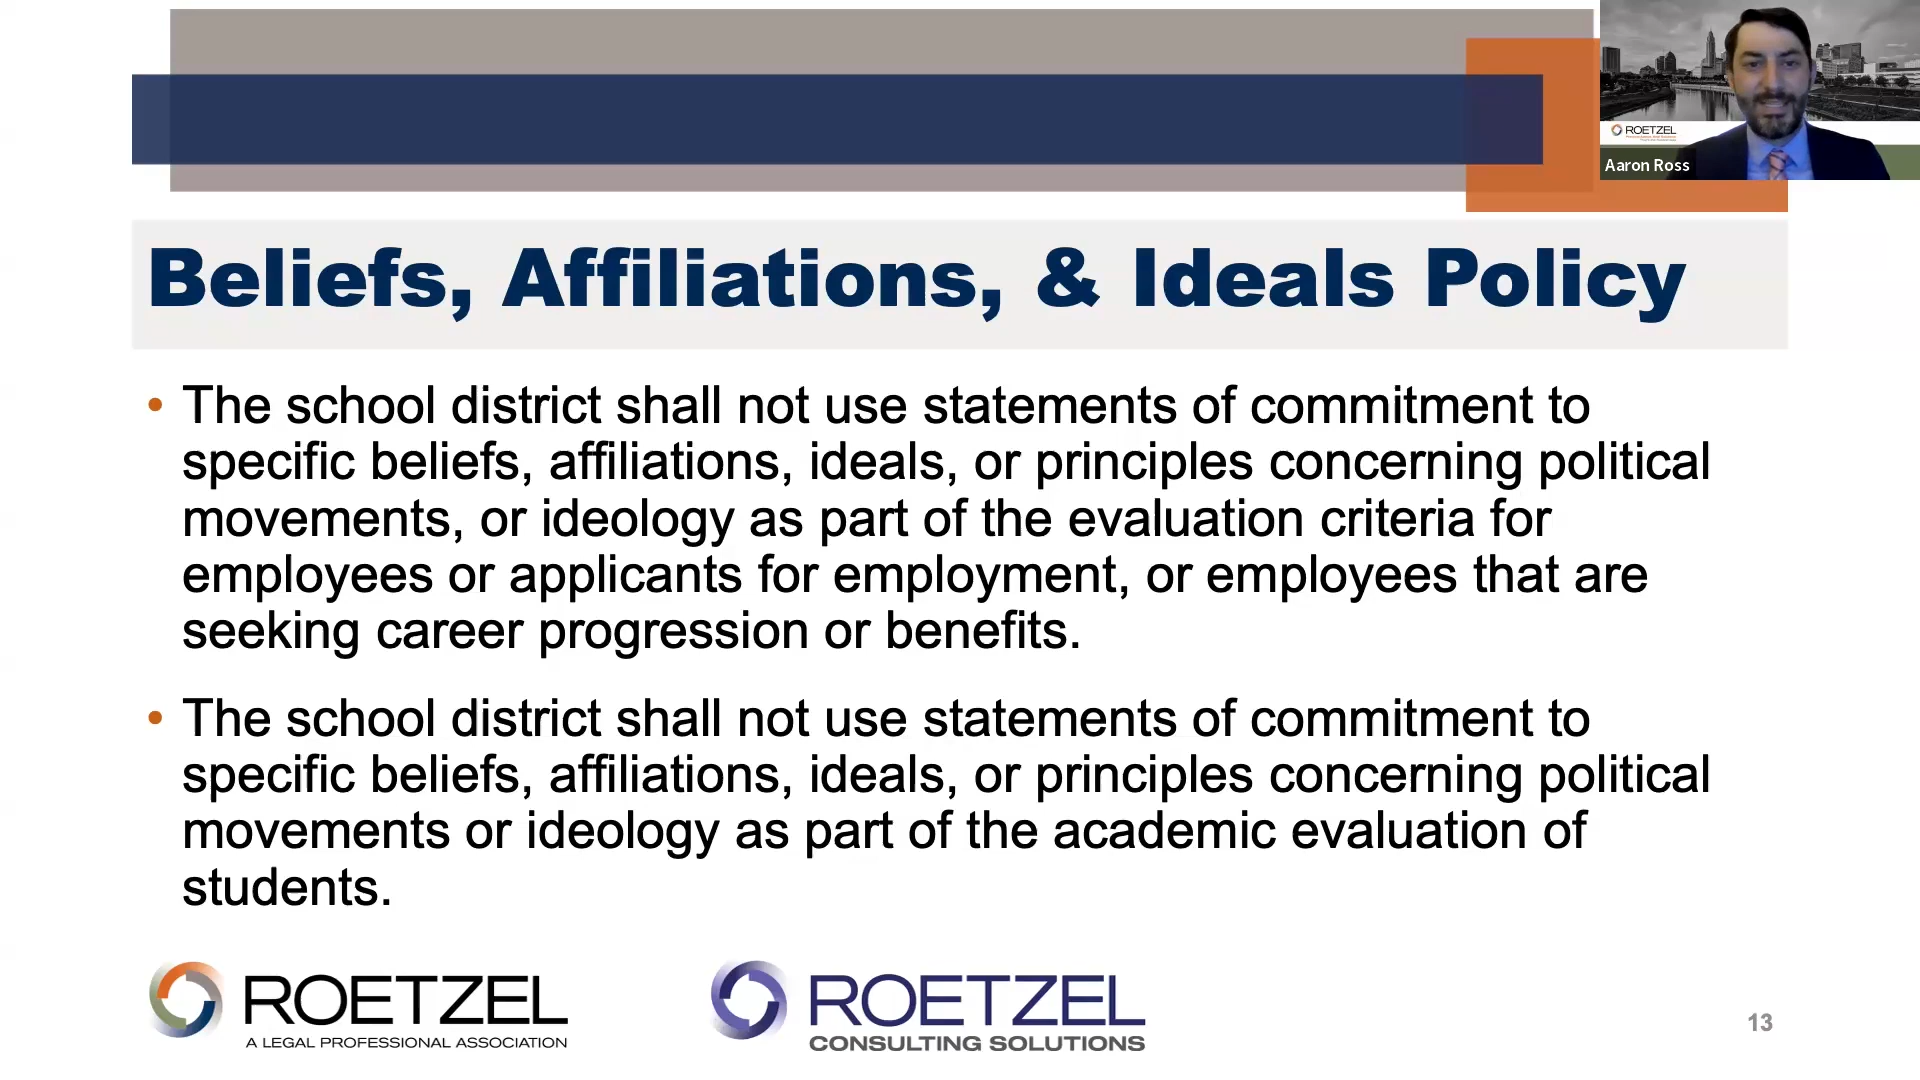 ROETZEL
Aaron Ross
Beliefs, Affiliations, & Ideals Policy
• The school district shall not use statements of commitment to
specific beliefs, affiliations, ideals, or principles concerning political
movements, or ideology as part of the evaluation criteria for
employees or applicants for employment, or employees that are
seeking career progression or benefits.
• The school district shall not use statements of commitment to
specific beliefs, affiliations, ideals, or principles concerning political
movements or ideology as part of the academic evaluation of
students.
ROETZEL
A LEGAL PROFESSIONAL ASSOCIATION
ROETZEL
CONSULTING SOLUTIONS
13